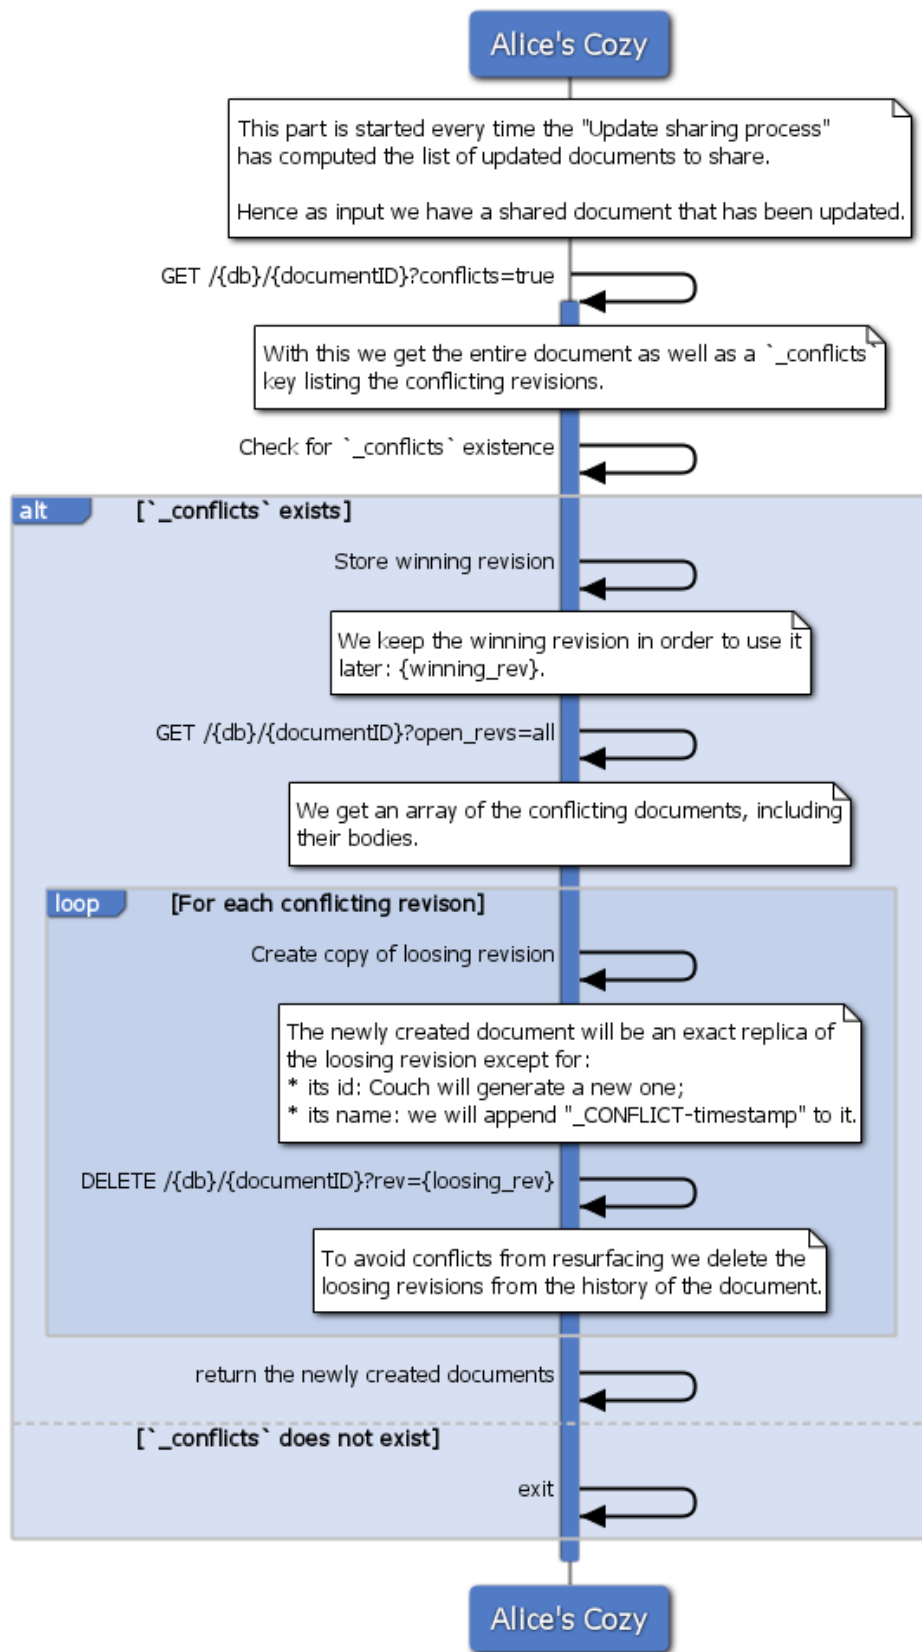 Alice's Cozy
This part is started every time the "Update sharing process"
has computed the list of updated documents to share.
Hence as input we have a shared document that has been updated.
GET /{db}/{documentID}?conflicts=true
With this we get the entire document as well as a `_conflicts`
key listing the conflicting revisions.
Check for `_conflicts` existence
alt
[`_conflicts` exists]
Store winning revision
We keep the winning revision in order to use it
later: {winning_rev}.
GET /{db}/{documentID}?open_revs=all
We get an array of the conflicting documents, including
their bodies.
loop
[For each conflicting revison]
Create copy of loosing revision
The newly created document will be an exact replica of
the loosing revision except for:
* its id: Couch will generate a new one;
* its name: we will append "_CONFLICT-timestamp" to it.
DELETE /{db}/{documentID}?rev={loosing_rev}
To avoid conflicts from resurfacing we delete the
loosing revisions from the history of the document.
return the newly created documents
[`_conflicts` does not exist]
exit
Alice's Cozy